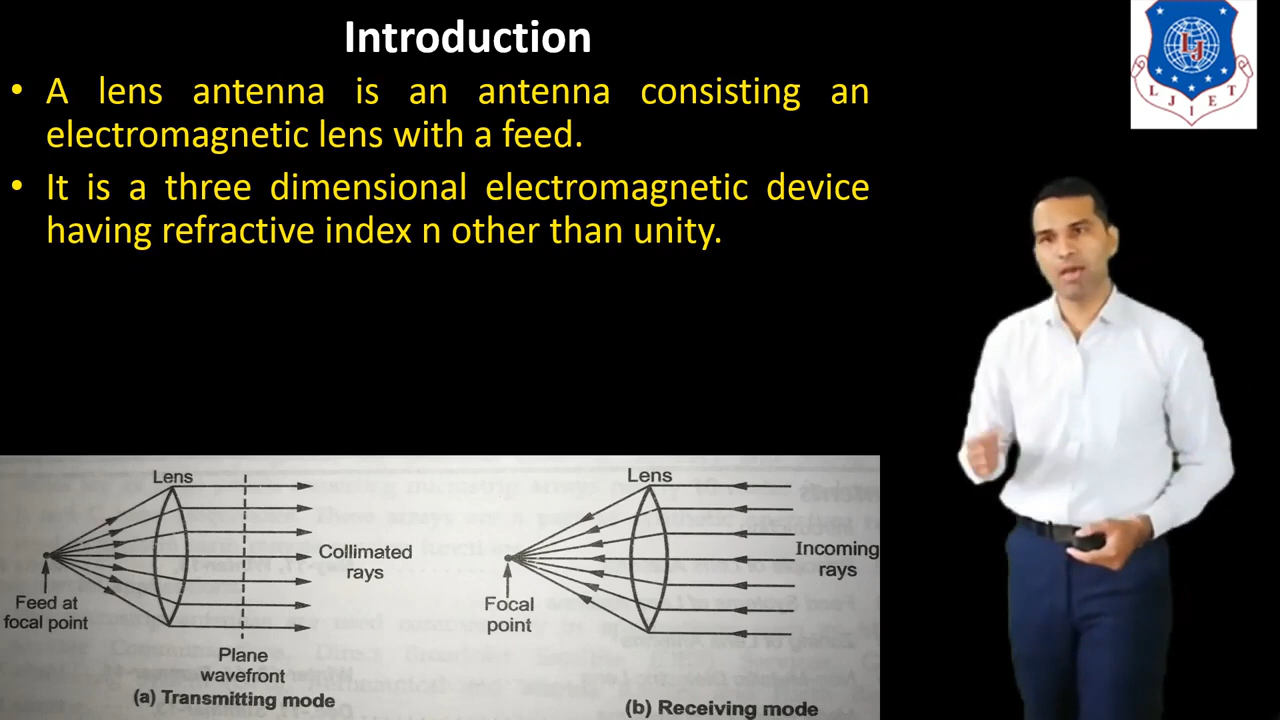 Introduction
• A lens antenna is an antenna consisting an
electromagnetic lens with a feed.
• It is a three dimensional electromagnetic device
having refractive index n other than unity.
L J I E T
LJ
Lens
Collimated
rays
Feed at
focal point
Plane
wavefront
(a) Transmitting mode
Lens
Incoming
rays
Focal
point
(b) Receiving mode